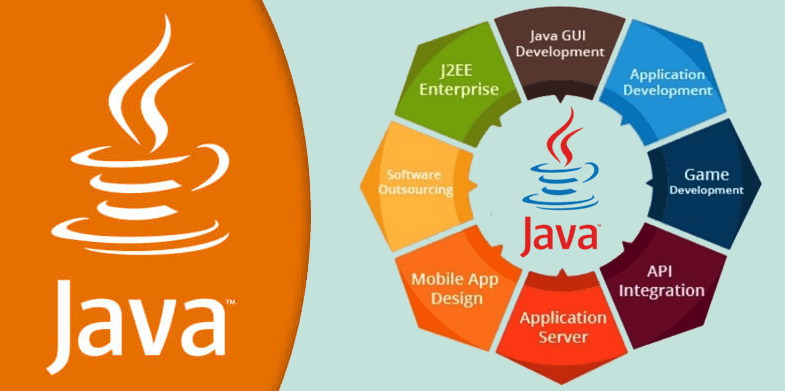 Java™
Java GUI
Development
Application
Development
Game
Development
API
Integration
Application
Server
Mobile App
Design
Software
Outsourcing
J2EE
Enterprise
Java™